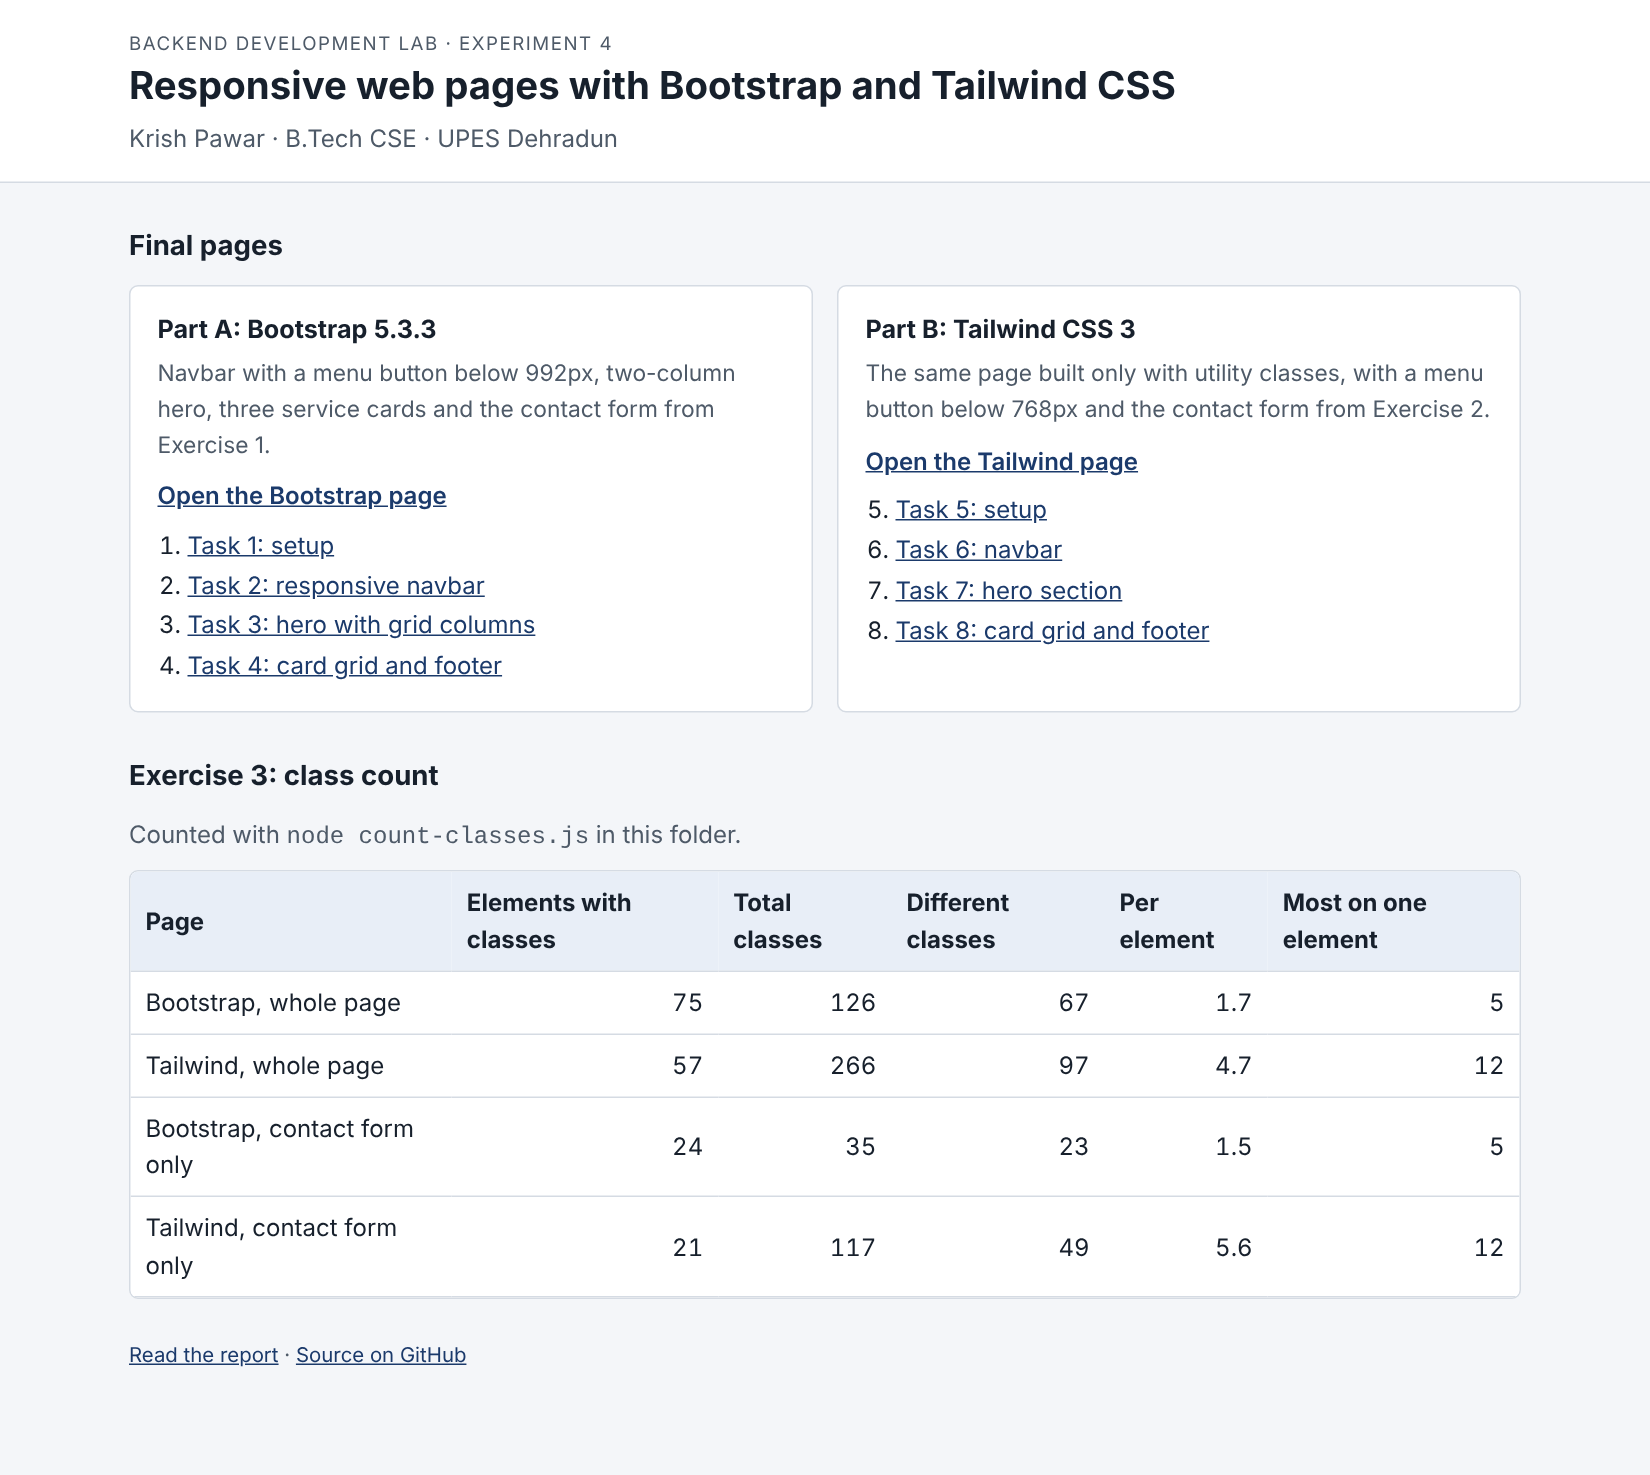 BACKEND DEVELOPMENT LAB · EXPERIMENT 4
Responsive web pages with Bootstrap and Tailwind CSS
Krish Pawar · B.Tech CSE · UPES Dehradun
Final pages
Part A: Bootstrap 5.3.3
Navbar with a menu button below 992px, two-column
hero, three service cards and the contact form from
Exercise 1.
Open the Bootstrap page
1. Task 1: setup
2. Task 2: responsive navbar
3. Task 3: hero with grid columns
4. Task 4: card grid and footer
Part B: Tailwind CSS 3
The same page built only with utility classes, with a menu
button below 768px and the contact form from Exercise 2.
Open the Tailwind page
5. Task 5: setup
6. Task 6: navbar
7. Task 7: hero section
8. Task 8: card grid and footer
Exercise 3: class count
Counted with node count-classes.js in this folder.
Page Elements with classes Total classes Different classes Per element Most on one element
Bootstrap, whole page 75 126 67 1.7 5
Tailwind, whole page 57 266 97 4.7 12
Bootstrap, contact form only 24 35 23 1.5 5
Tailwind, contact form only 21 117 49 5.6 12
Read the report · Source on GitHub